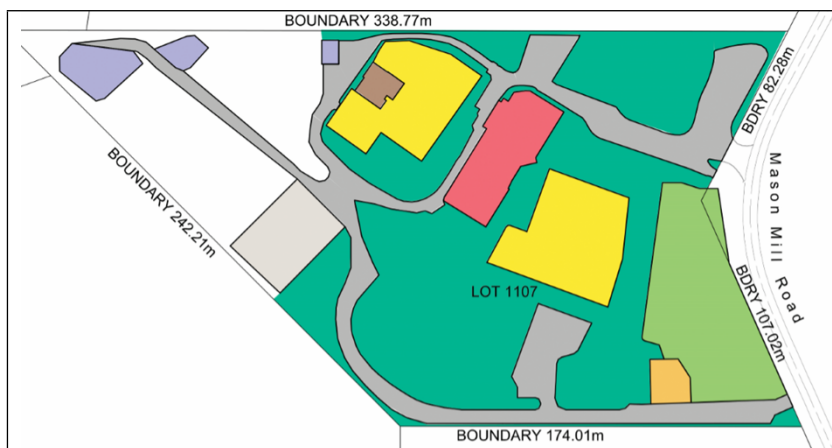 BOUNDARY 338.77m
BDRY 82.28m
Mason Mill Road
BOUNDARY 242.21m
LOT 1107
BDRY 107.02m
BOUNDARY 174.01m